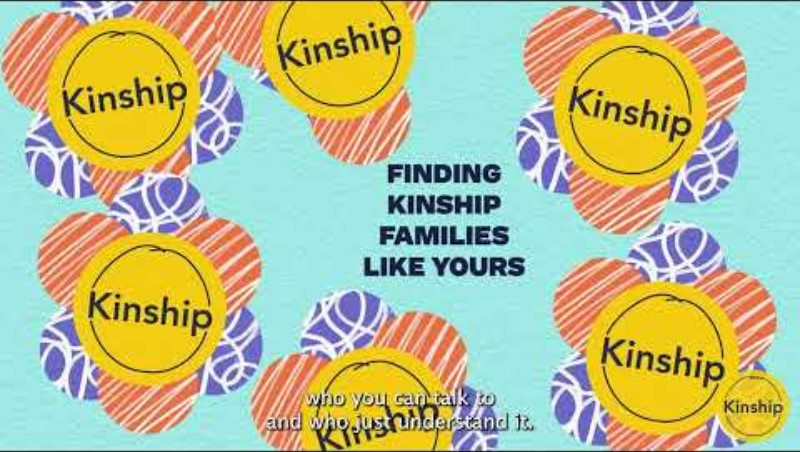 Kinship
Kinship
Kinship
FINDING
KINSHIP
FAMILIES
LIKE YOURS
Kinship
Kinship
Kinship
Kinship
who you can talk to
and who just understand it.